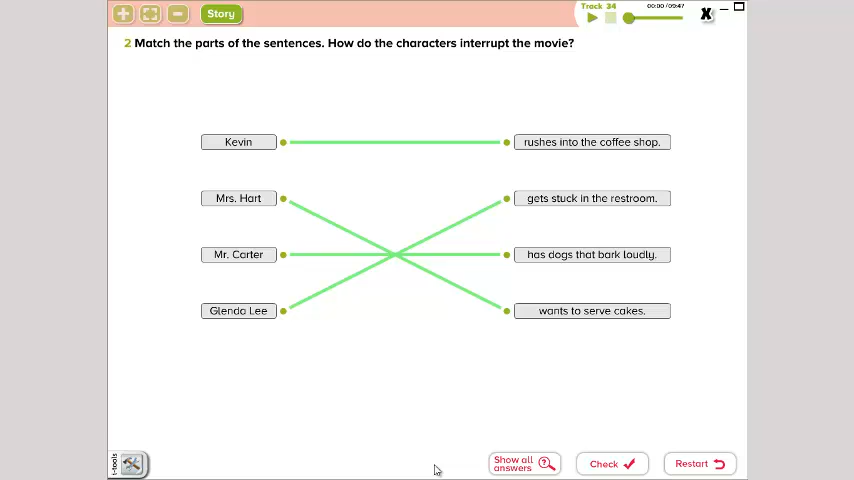 Story
Track 34
00:00 / 09:47
X
2 Match the parts of the sentences. How do the characters interrupt the movie?
Kevin
rushes into the coffee shop.
Mrs. Hart
gets stuck in the restroom.
Mr. Carter
has dogs that bark loudly.
Glenda Lee
wants to serve cakes.
t-tools
Show all
answers
Check
Restart